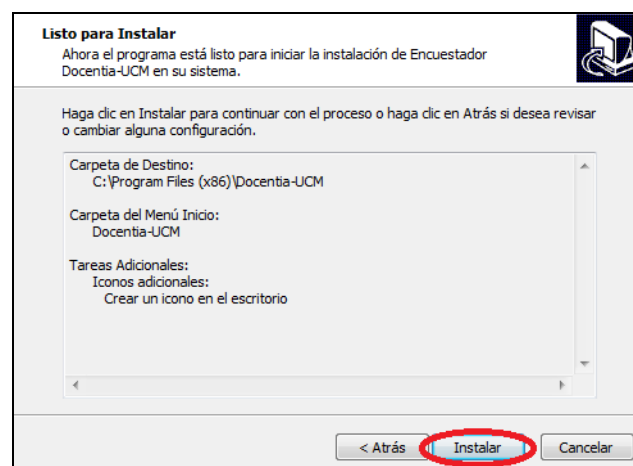 Listo para Instalar
Ahora el programa está listo para iniciar la instalación de Encuestador
Docentia-UCM en su sistema.
Haga clic en Instalar para continuar con el proceso o haga clic en Atrás si desea revisar
o cambiar alguna configuración.
Carpeta de Destino:
C:\Program Files (x86)\Docentia-UCM
Carpeta del Menú Inicio:
Docentia-UCM
Tareas Adicionales:
Iconos adicionales:
Crear un icono en el escritorio
< Atrás Instalar Cancelar